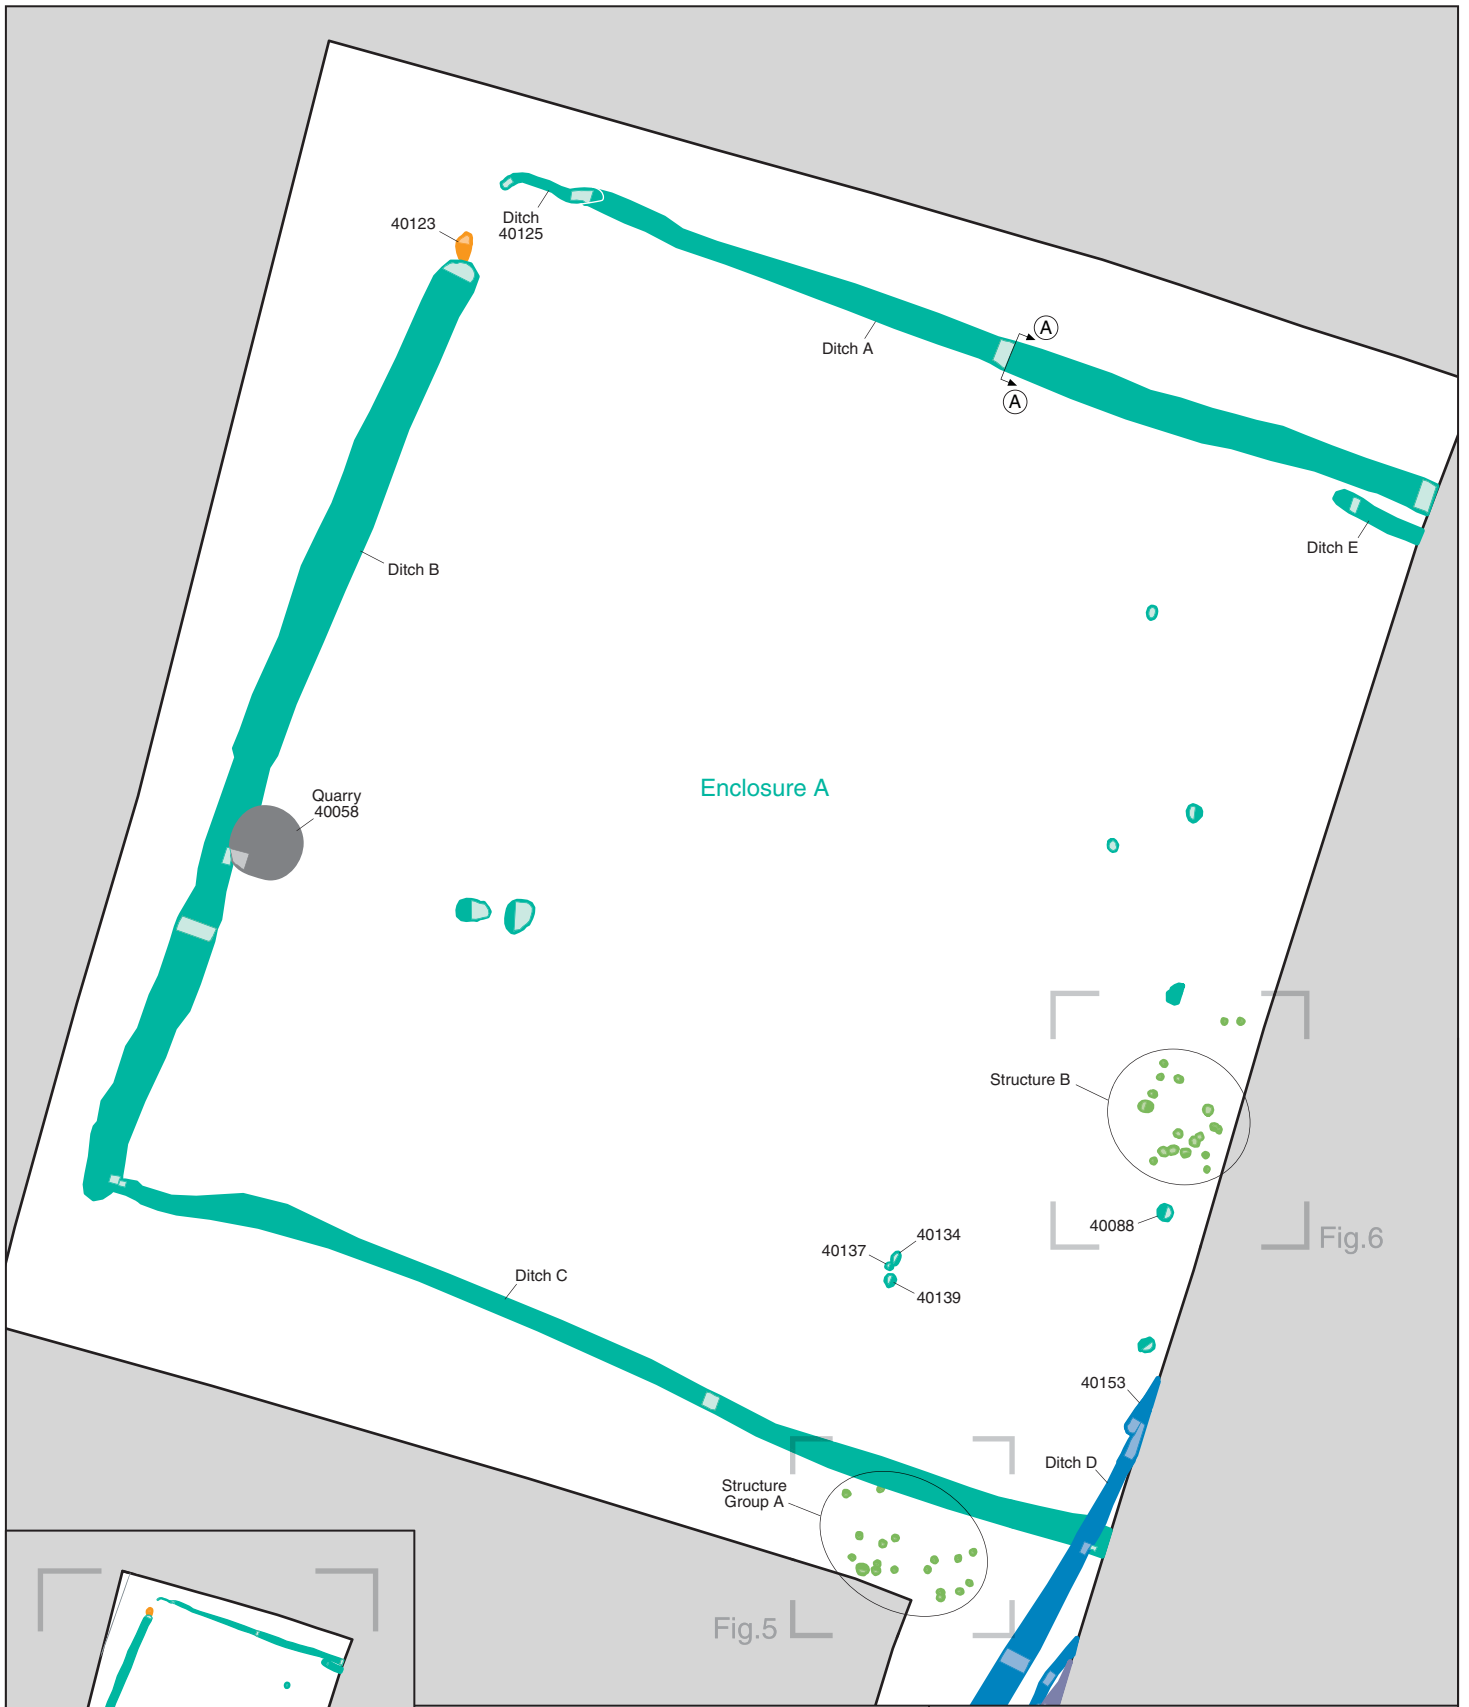 40123
Ditch
40125
A
Ditch A
A
Ditch E
Ditch B
Enclosure A
Quarry
40058
Structure B
40088
Fig.6
40134
40137
40139
Ditch C
40153
Ditch D
Structure
Group A
Fig.5